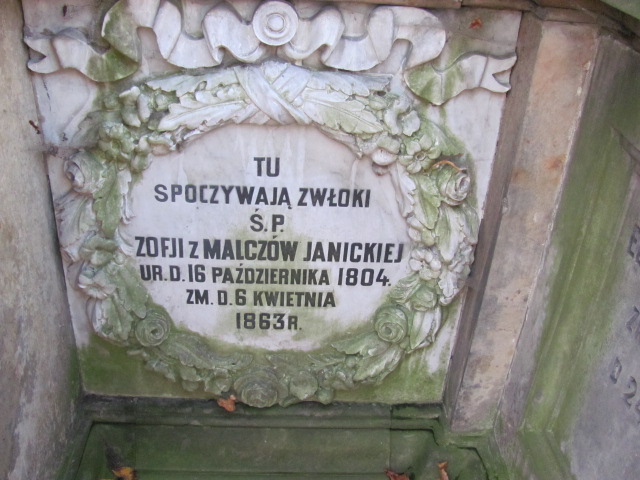 TU
SPOCZYWAJĄ ZWŁOKI
Ś.P.
ZOFJI z MALCZÓW JANICKIEJ
UR. D. 16 PAŹDZIERNIKA 1804.
ZM. D. 6 KWIETNIA
1863 R.